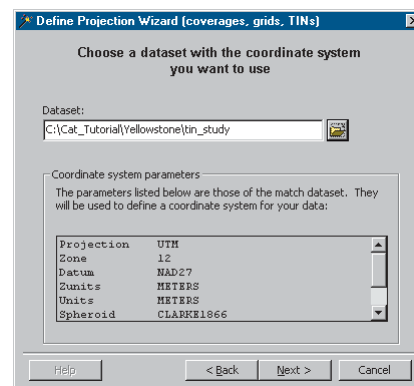 Define Projection Wizard (coverages, grids, TINs)
Choose a dataset with the coordinate system
you want to use
Dataset:
C:\Cat_Tutorial\Yellowstone\tin_study
Coordinate system parameters
The parameters listed below are those of the match dataset. They
will be used to define a coordinate system for your data:
Projection UTM
Zone 12
Datum NAD27
Zunits METERS
Units METERS
Spheroid CLARKE1866
Help < Back Next > Cancel